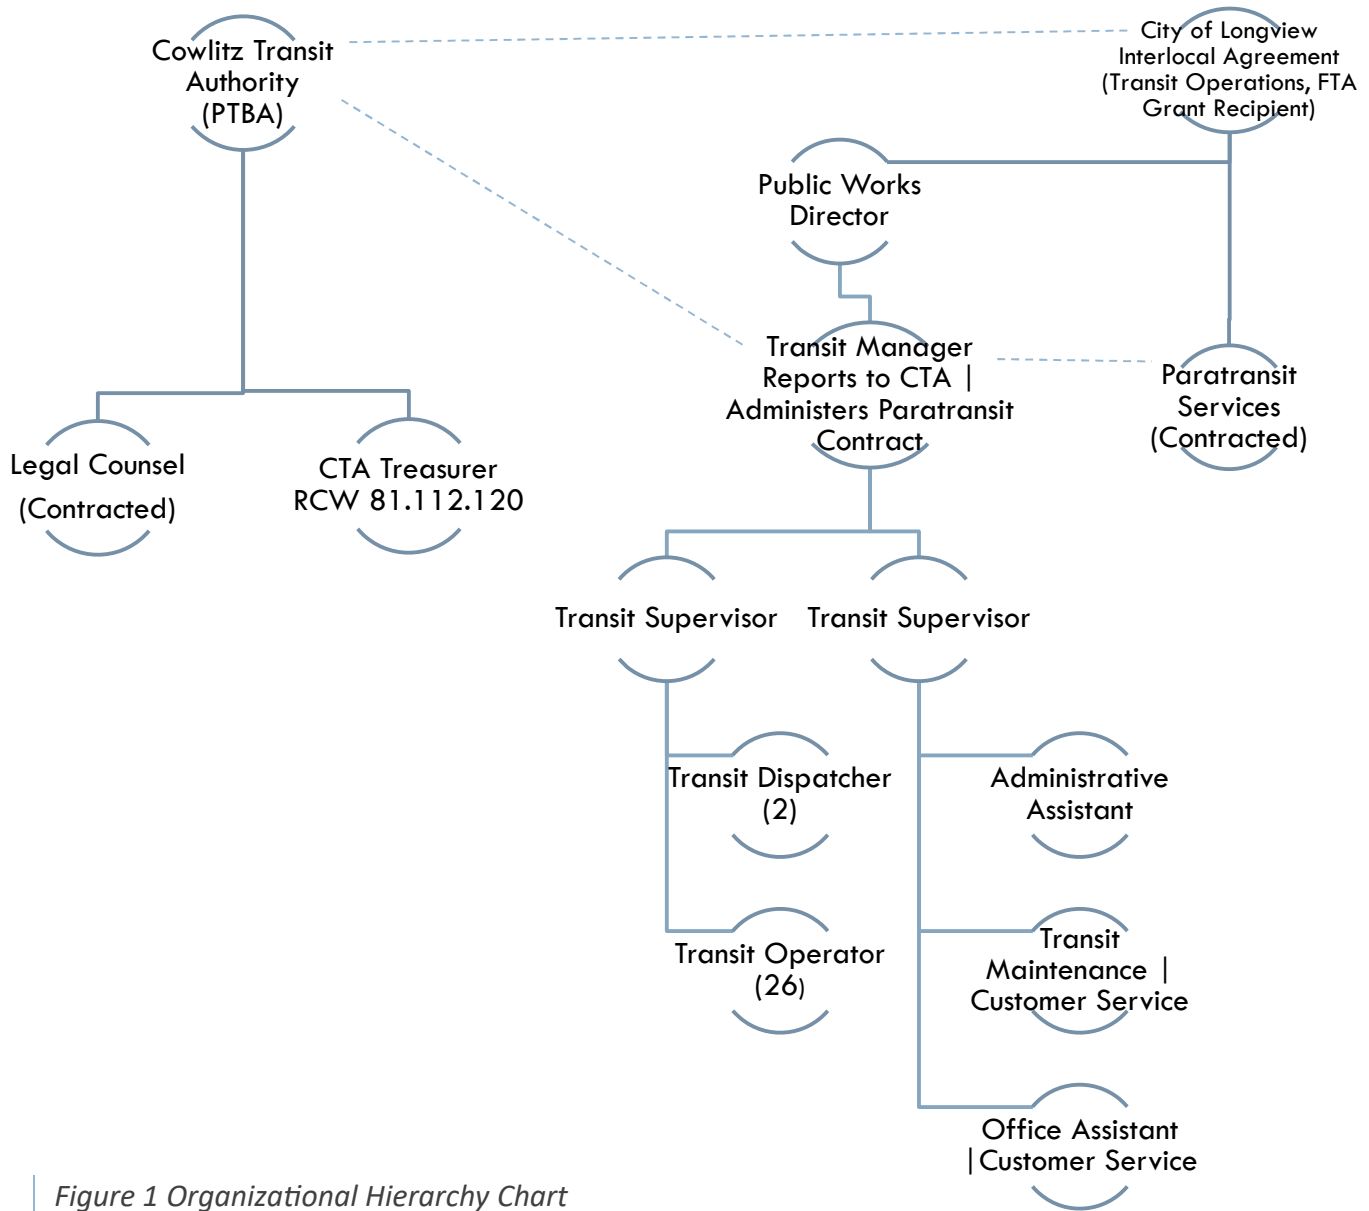 Cowlitz Transit
Authority
(PTBA)
City of Longview
Interlocal Agreement
(Transit Operations, FTA
Grant Recipient)
Public Works
Director
Transit Manager
Reports to CTA |
Administers Paratransit
Contract
Paratransit
Services
(Contracted)
Legal Counsel
(Contracted)
CTA Treasurer
RCW 81.112.120
Transit Supervisor
Transit Supervisor
Transit Dispatcher
(2)
Administrative
Assistant
Transit Operator
(26)
Transit
Maintenance |
Customer Service
Office Assistant
|Customer Service
Figure 1 Organizational Hierarchy Chart